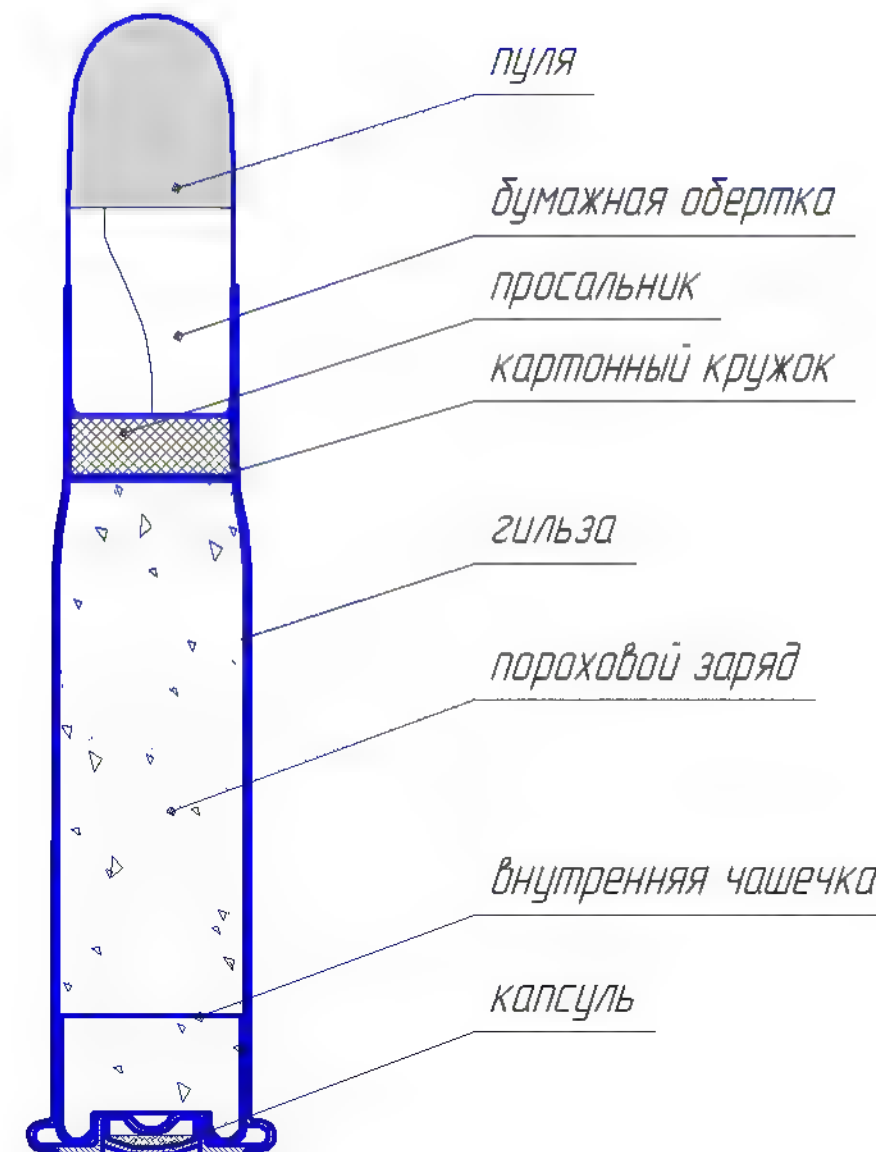 пуля
бумажная обертка
просальник
картонный кружок
гильза
пороховой заряд
внутренняя чашечка
капсуль